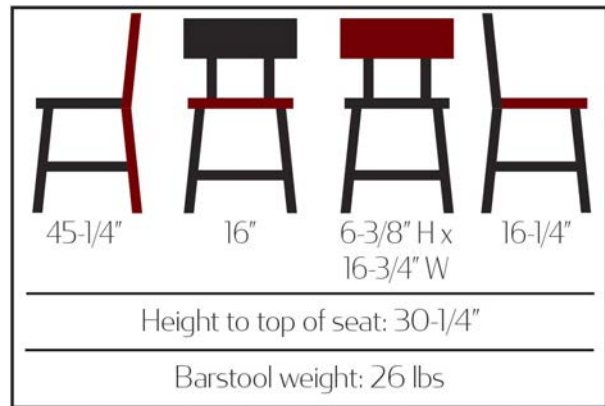 45-1/4"
16"
6-3/8" H x
16-3/4" W
16-1/4"
Height to top of seat: 30-1/4"
Barstool weight: 26 lbs